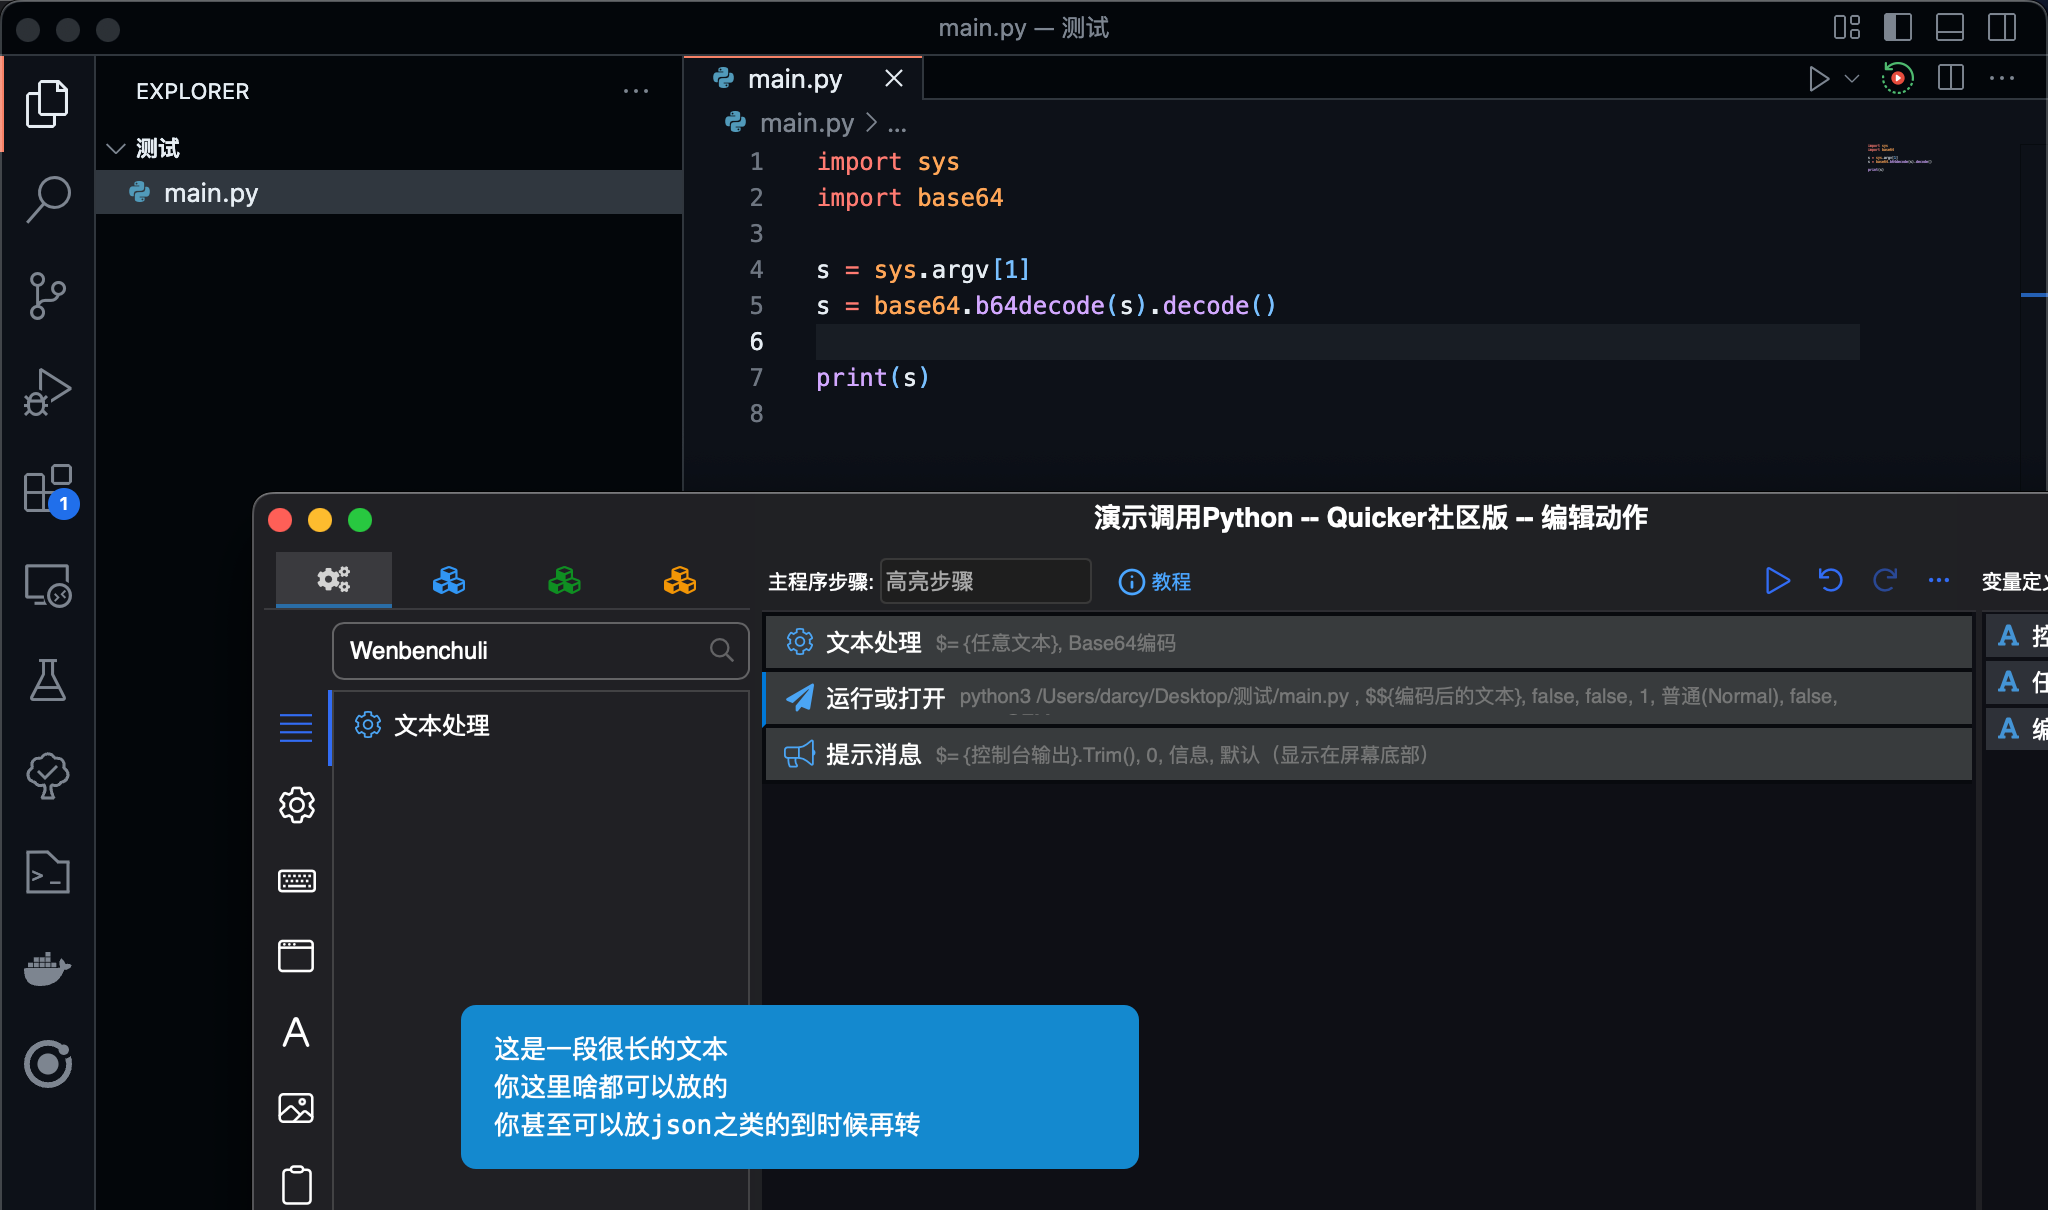 main.py — 测试
EXPLORER
测试
main.py
main.py
main.py > ...
1 import sys
2 import base64
3
4 s = sys.argv[1]
5 s = base64.b64decode(s).decode()
6
7 print(s)
8
1
演示调用Python -- Quicker社区版 -- 编辑动作
主程序步骤:
高亮步骤
教程
变量定义
Wenbenchuli
文本处理
文本处理 $= {任意文本}, Base64编码
运行或打开 python3 /Users/darcy/Desktop/测试/main.py , $${编码后的文本}, false, false, 1, 普通(Normal), false,
提示消息 $= {控制台输出}.Trim(), 0, 信息, 默认（显示在屏幕底部）
A 控
A 任
A 编
这是一段很长的文本
你这里啥都可以放的
你甚至可以放json之类的到时候再转